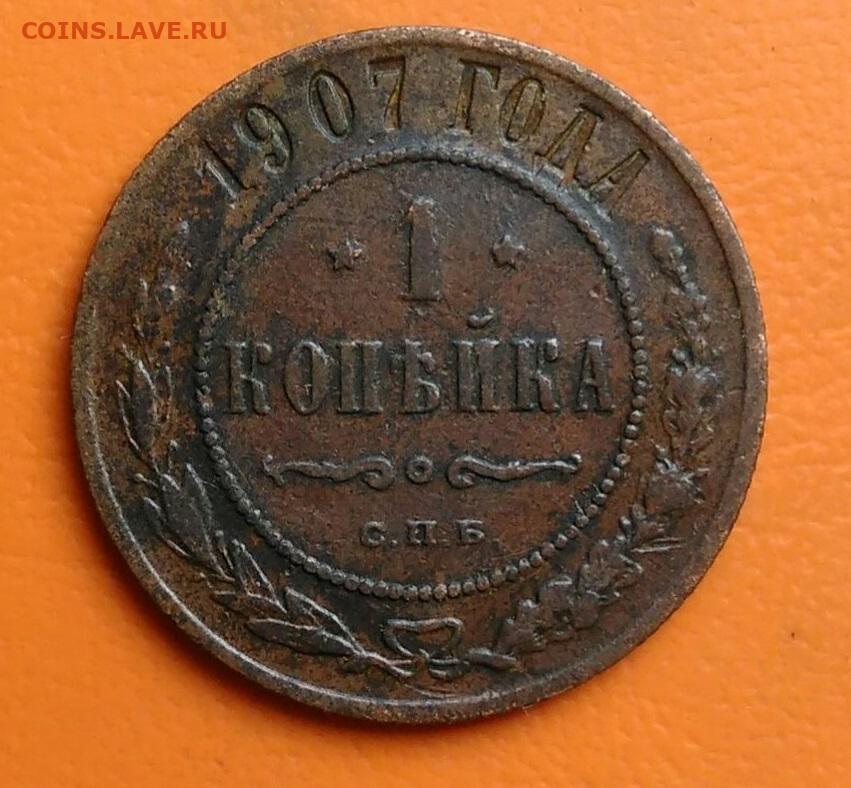 COINS.LAVE.RU
1907 ГОДА
1
КОПѢЙКА
С.П.Б.